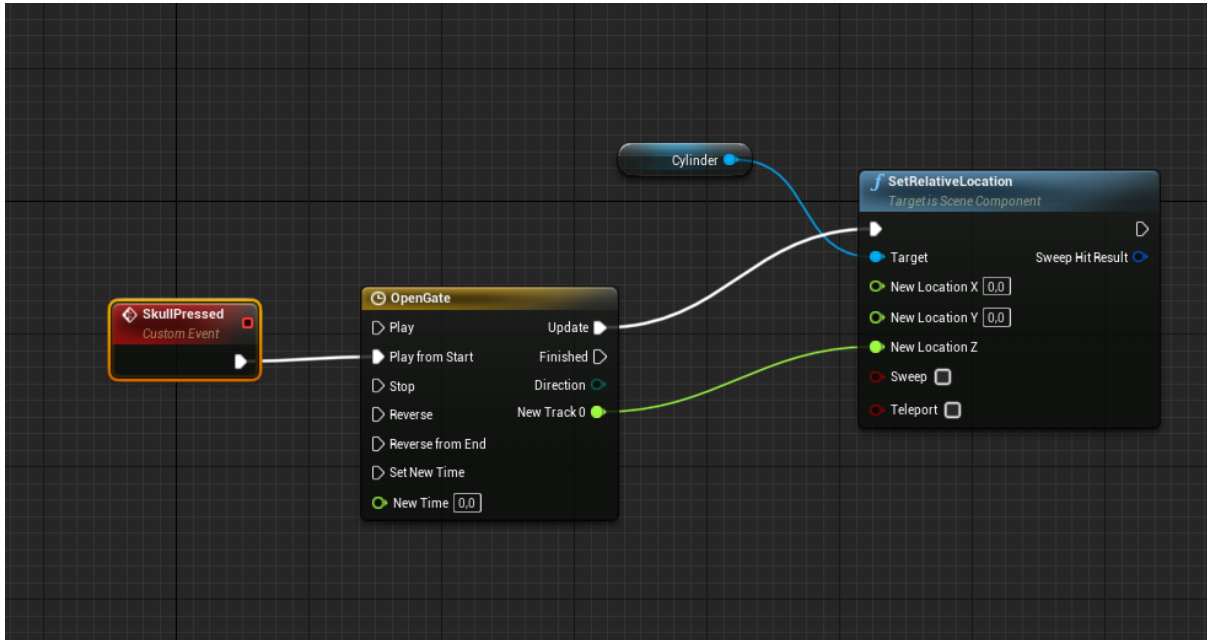 Cylinder
SetRelativeLocation
Target is Scene Component
Target
Sweep Hit Result
New Location X 0,0
New Location Y 0,0
New Location Z
Sweep
Teleport
SkullPressed
Custom Event
OpenGate
Play
Update
Play from Start
Finished
Stop
Direction
Reverse
New Track 0
Reverse from End
Set New Time
New Time 0,0